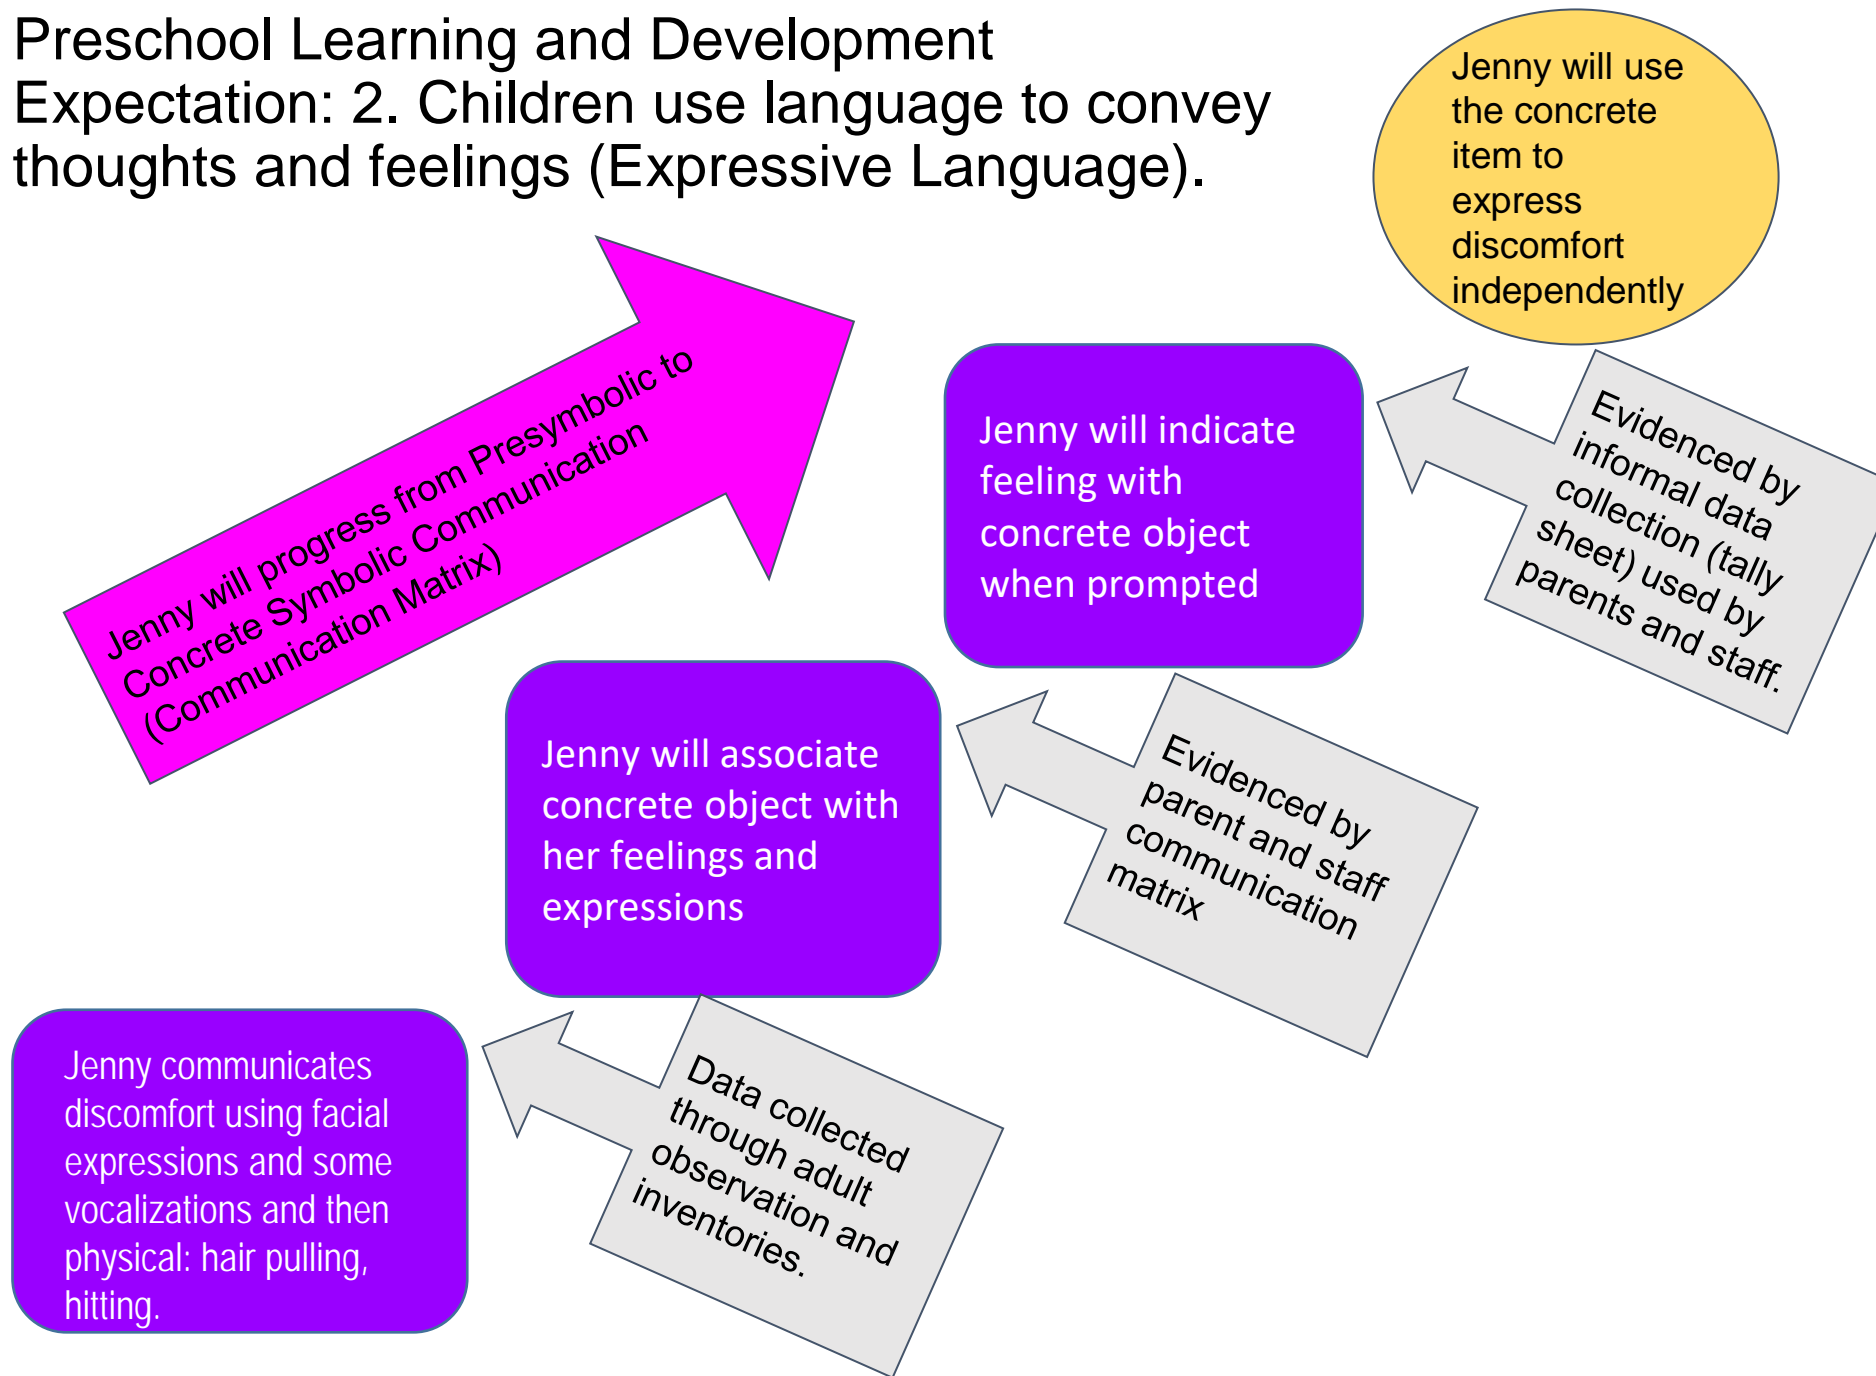 Preschool Learning and Development
Expectation: 2. Children use language to convey
thoughts and feelings (Expressive Language).
Jenny will use
the concrete
item to
express
discomfort
independently
Jenny will progress from Presymbolic to
Concrete Symbolic Communication
(Communication Matrix)
Jenny will indicate
feeling with
concrete object
when prompted
Evidenced by
informal data
collection (tally
sheet) used by
parents and staff.
Jenny will associate
concrete object with
her feelings and
expressions
Evidenced by
parent and staff
communication
matrix
Jenny communicates
discomfort using facial
expressions and some
vocalizations and then
physical: hair pulling,
hitting.
Data collected
through adult
observation and
inventories.